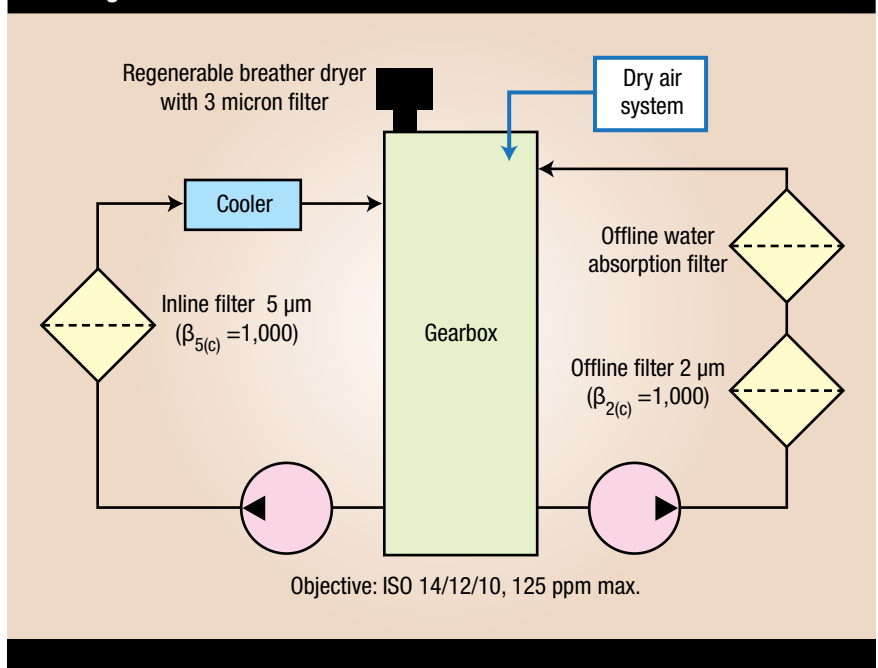 Regenerable breather dryer
with 3 micron filter
Dry air
system
Cooler
Offline water
absorption filter
Inline filter 5 µm
(β5(c) =1,000)
Gearbox
Offline filter 2 µm
(β2(c) =1,000)
Objective: ISO 14/12/10, 125 ppm max.